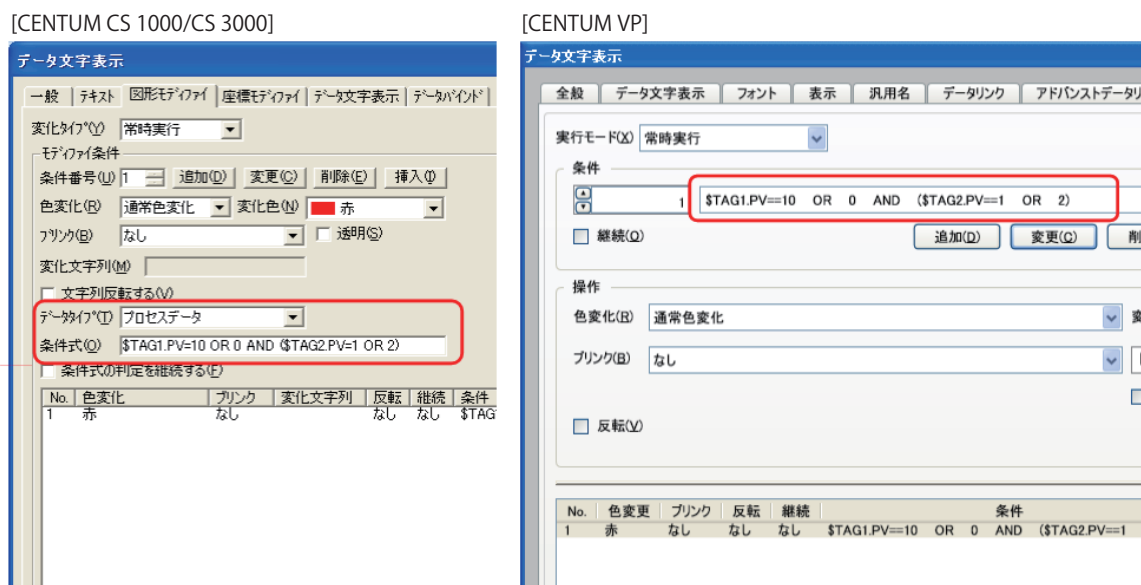 [CENTUM CS 1000/CS 3000]
データ文字表示
一般 テキスト 図形モディファイ 座標モディファイ データ文字表示 データバインド
変化タイプ(Y) 常時実行
モディファイ条件
条件番号(U) 1 追加(D) 変更(C) 削除(E) 挿入(I)
色変化(R) 通常色変化 変化色(N) 赤
ブリンク(B) なし 透明(S)
変化文字列(M)
文字列反転する(V)
データタイプ(T) プロセスデータ
条件式(O) $TAG1.PV=10 OR 0 AND ($TAG2.PV=1 OR 2)
条件式の判定を継続する(F)
No. 色変化 ブリンク 変化文字列 反転 継続 条件
1 赤 なし なし なし $TAG
[CENTUM VP]
データ文字表示
全般 データ文字表示 フォント 表示 汎用名 データリンク アドバンストデータリ
実行モード(X) 常時実行
条件
1 $TAG1.PV==10 OR 0 AND ($TAG2.PV==1 OR 2)
継続(O) 追加(D) 変更(C) 削
操作
色変化(R) 通常色変化 変
ブリンク(B) なし
反転(V)
No. 色変更 ブリンク 反転 継続 条件
1 赤 なし なし なし $TAG1.PV==10 OR 0 AND ($TAG2.PV==1